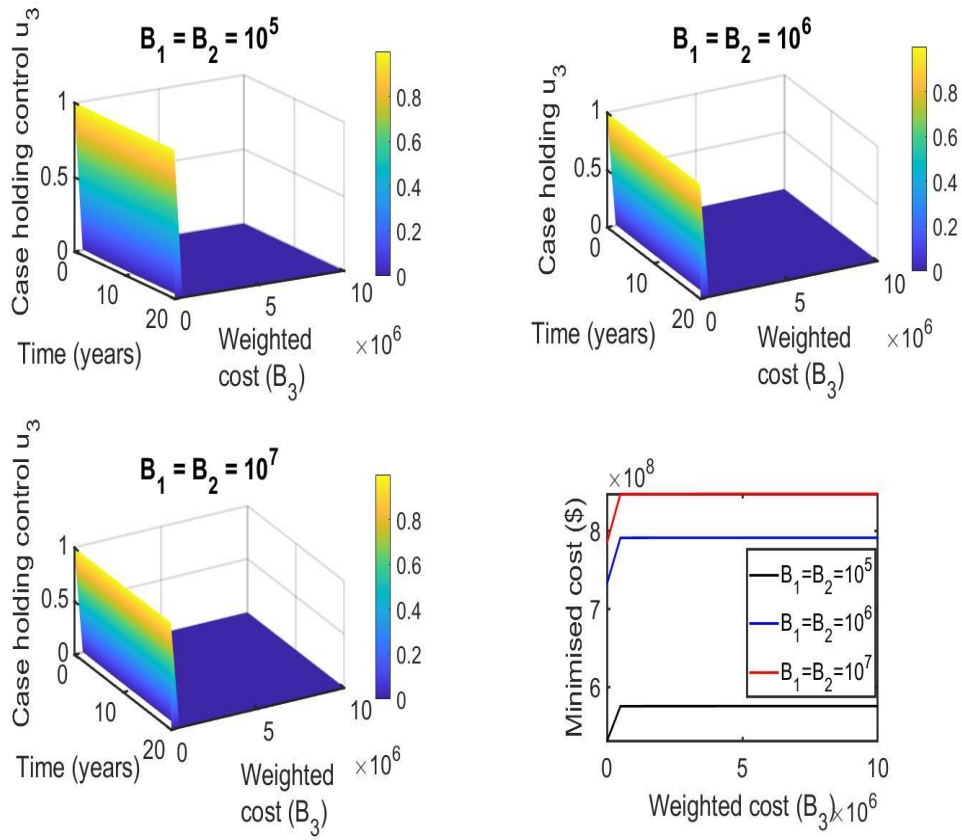 B1 = B2 = 10^5
Case holding control u3
1
0.5
0
0
10
20
Time (years)
0
5
10
×10^6
Weighted
cost (B3)
0.8
0.6
0.4
0.2
0
B1 = B2 = 10^6
Case holding u3
1
0.5
0
0
10
20
Time (years)
0
5
10
×10^6
Weighted
cost (B3)
0.8
0.6
0.4
0.2
0
B1 = B2 = 10^7
Case holding control u3
1
0.5
0
0
10
20
Time (years)
0
5
10
×10^6
Weighted
cost (B3)
0.8
0.6
0.4
0.2
0
×10^8
Minimised cost ($)
8
7
6
B1=B2=10^5
B1=B2=10^6
B1=B2=10^7
0
5
10
Weighted cost (B3)×10^6